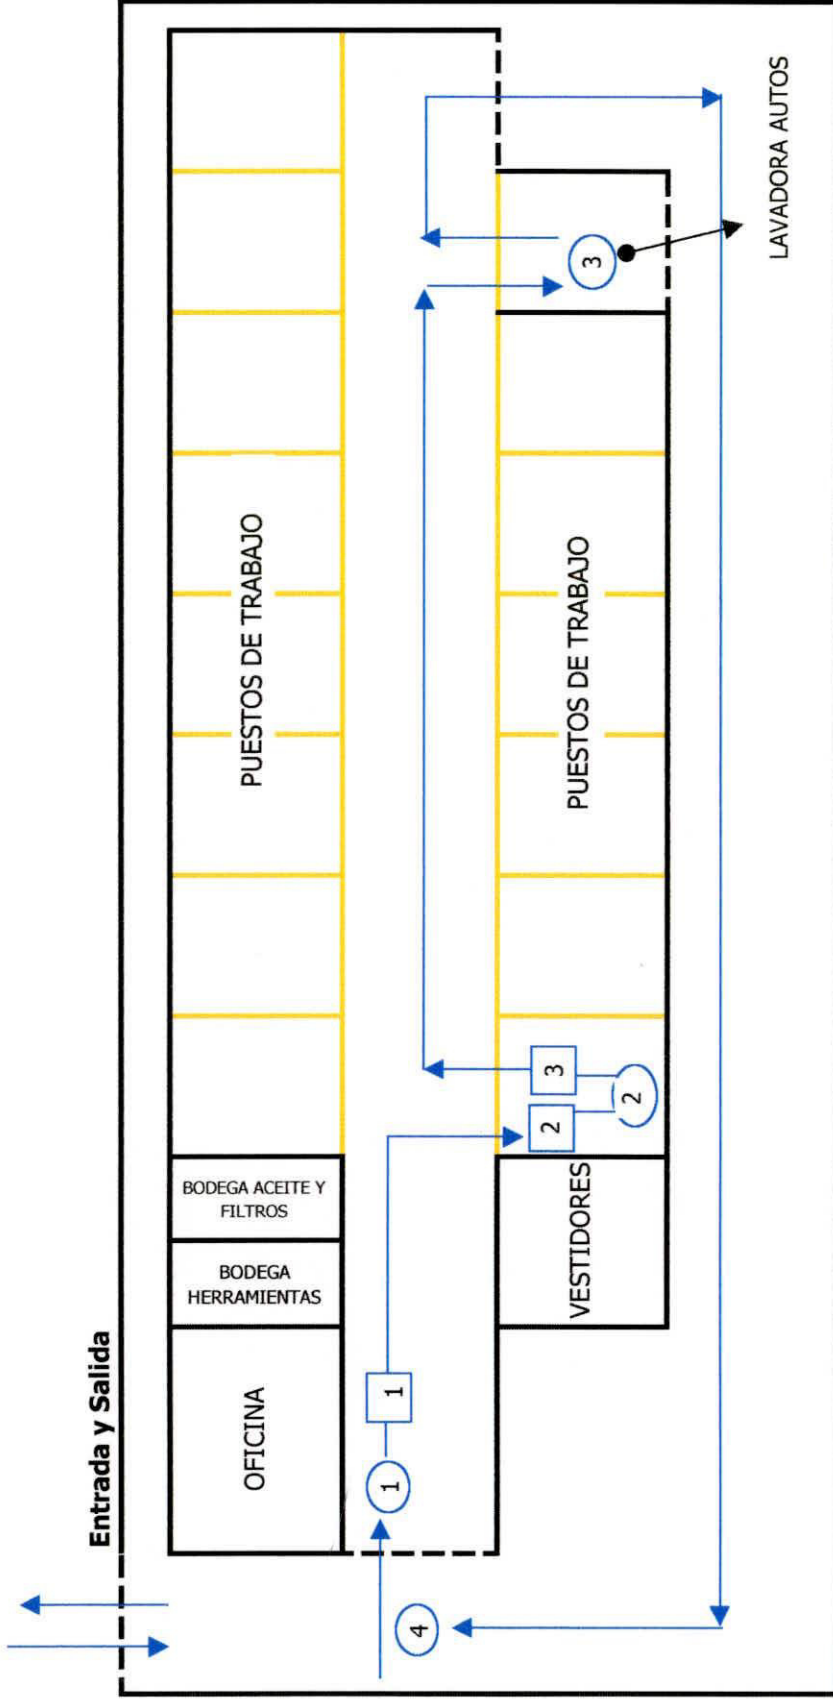 Entrada y Salida
OFICINA
BODEGA
HERRAMIENTAS
BODEGA ACEITE Y
FILTROS
PUESTOS DE TRABAJO
4
1
1
VESTIDORES
2
3
2
PUESTOS DE TRABAJO
3
LAVADORA AUTOS